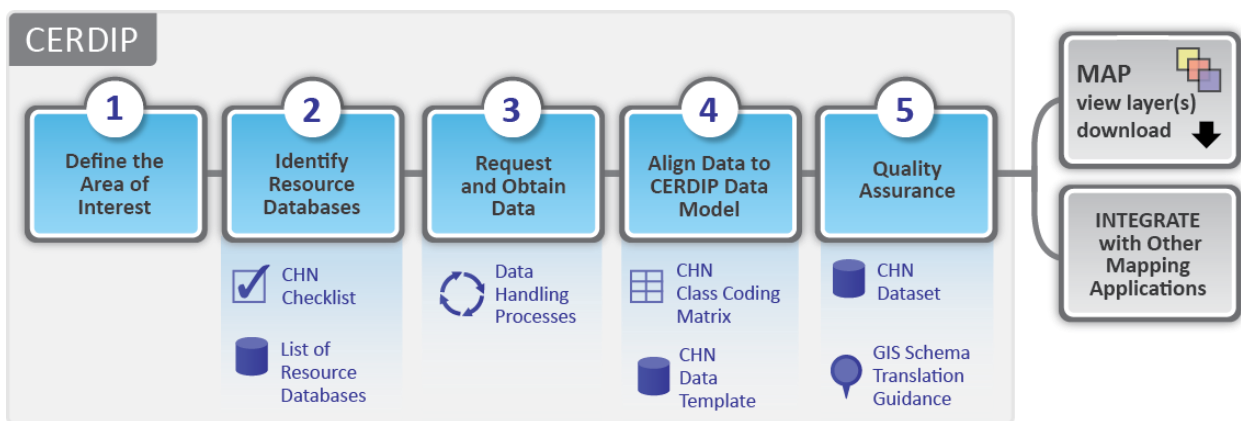 CERDIP
1
Define the
Area of
Interest
2
Identify
Resource
Databases
CHN
Checklist
List of
Resource
Databases
3
Request
and Obtain
Data
Data
Handling
Processes
4
Align Data to
CERDIP Data
Model
CHN
Class Coding
Matrix
CHN
Data
Template
5
Quality
Assurance
CHN
Dataset
GIS Schema
Translation
Guidance
MAP
view layer(s)
download
INTEGRATE
with Other
Mapping
Applications